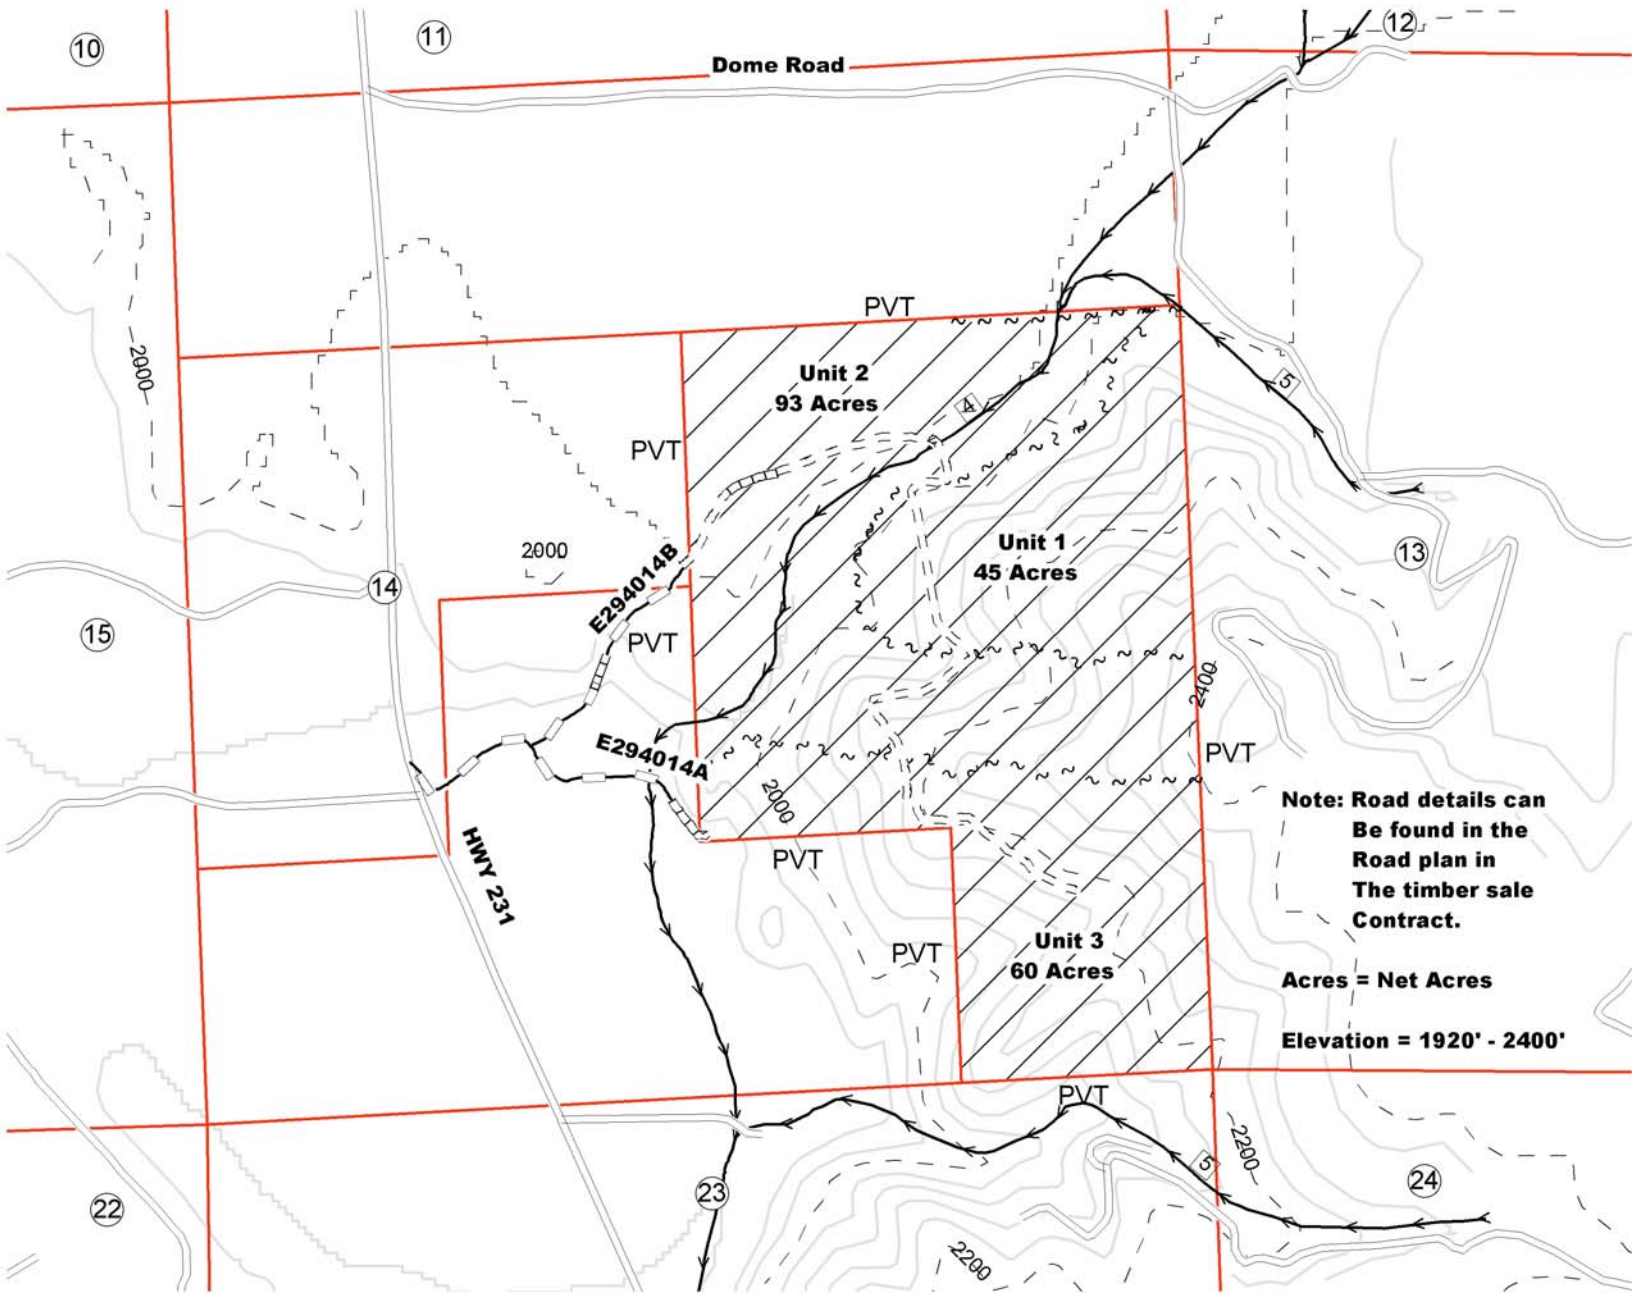 10
11
12
Dome Road
PVT
2000
Unit 2
93 Acres
4
5
PVT
2000
E294014B
Unit 1
45 Acres
13
14
15
PVT
2400
E294014A
PVT
2000
HWY 231
PVT
Note: Road details can
Be found in the
Road plan in
The timber sale
Contract.
PVT
Unit 3
60 Acres
Acres = Net Acres
Elevation = 1920' - 2400'
PVT
2200
5
22
23
24
2200